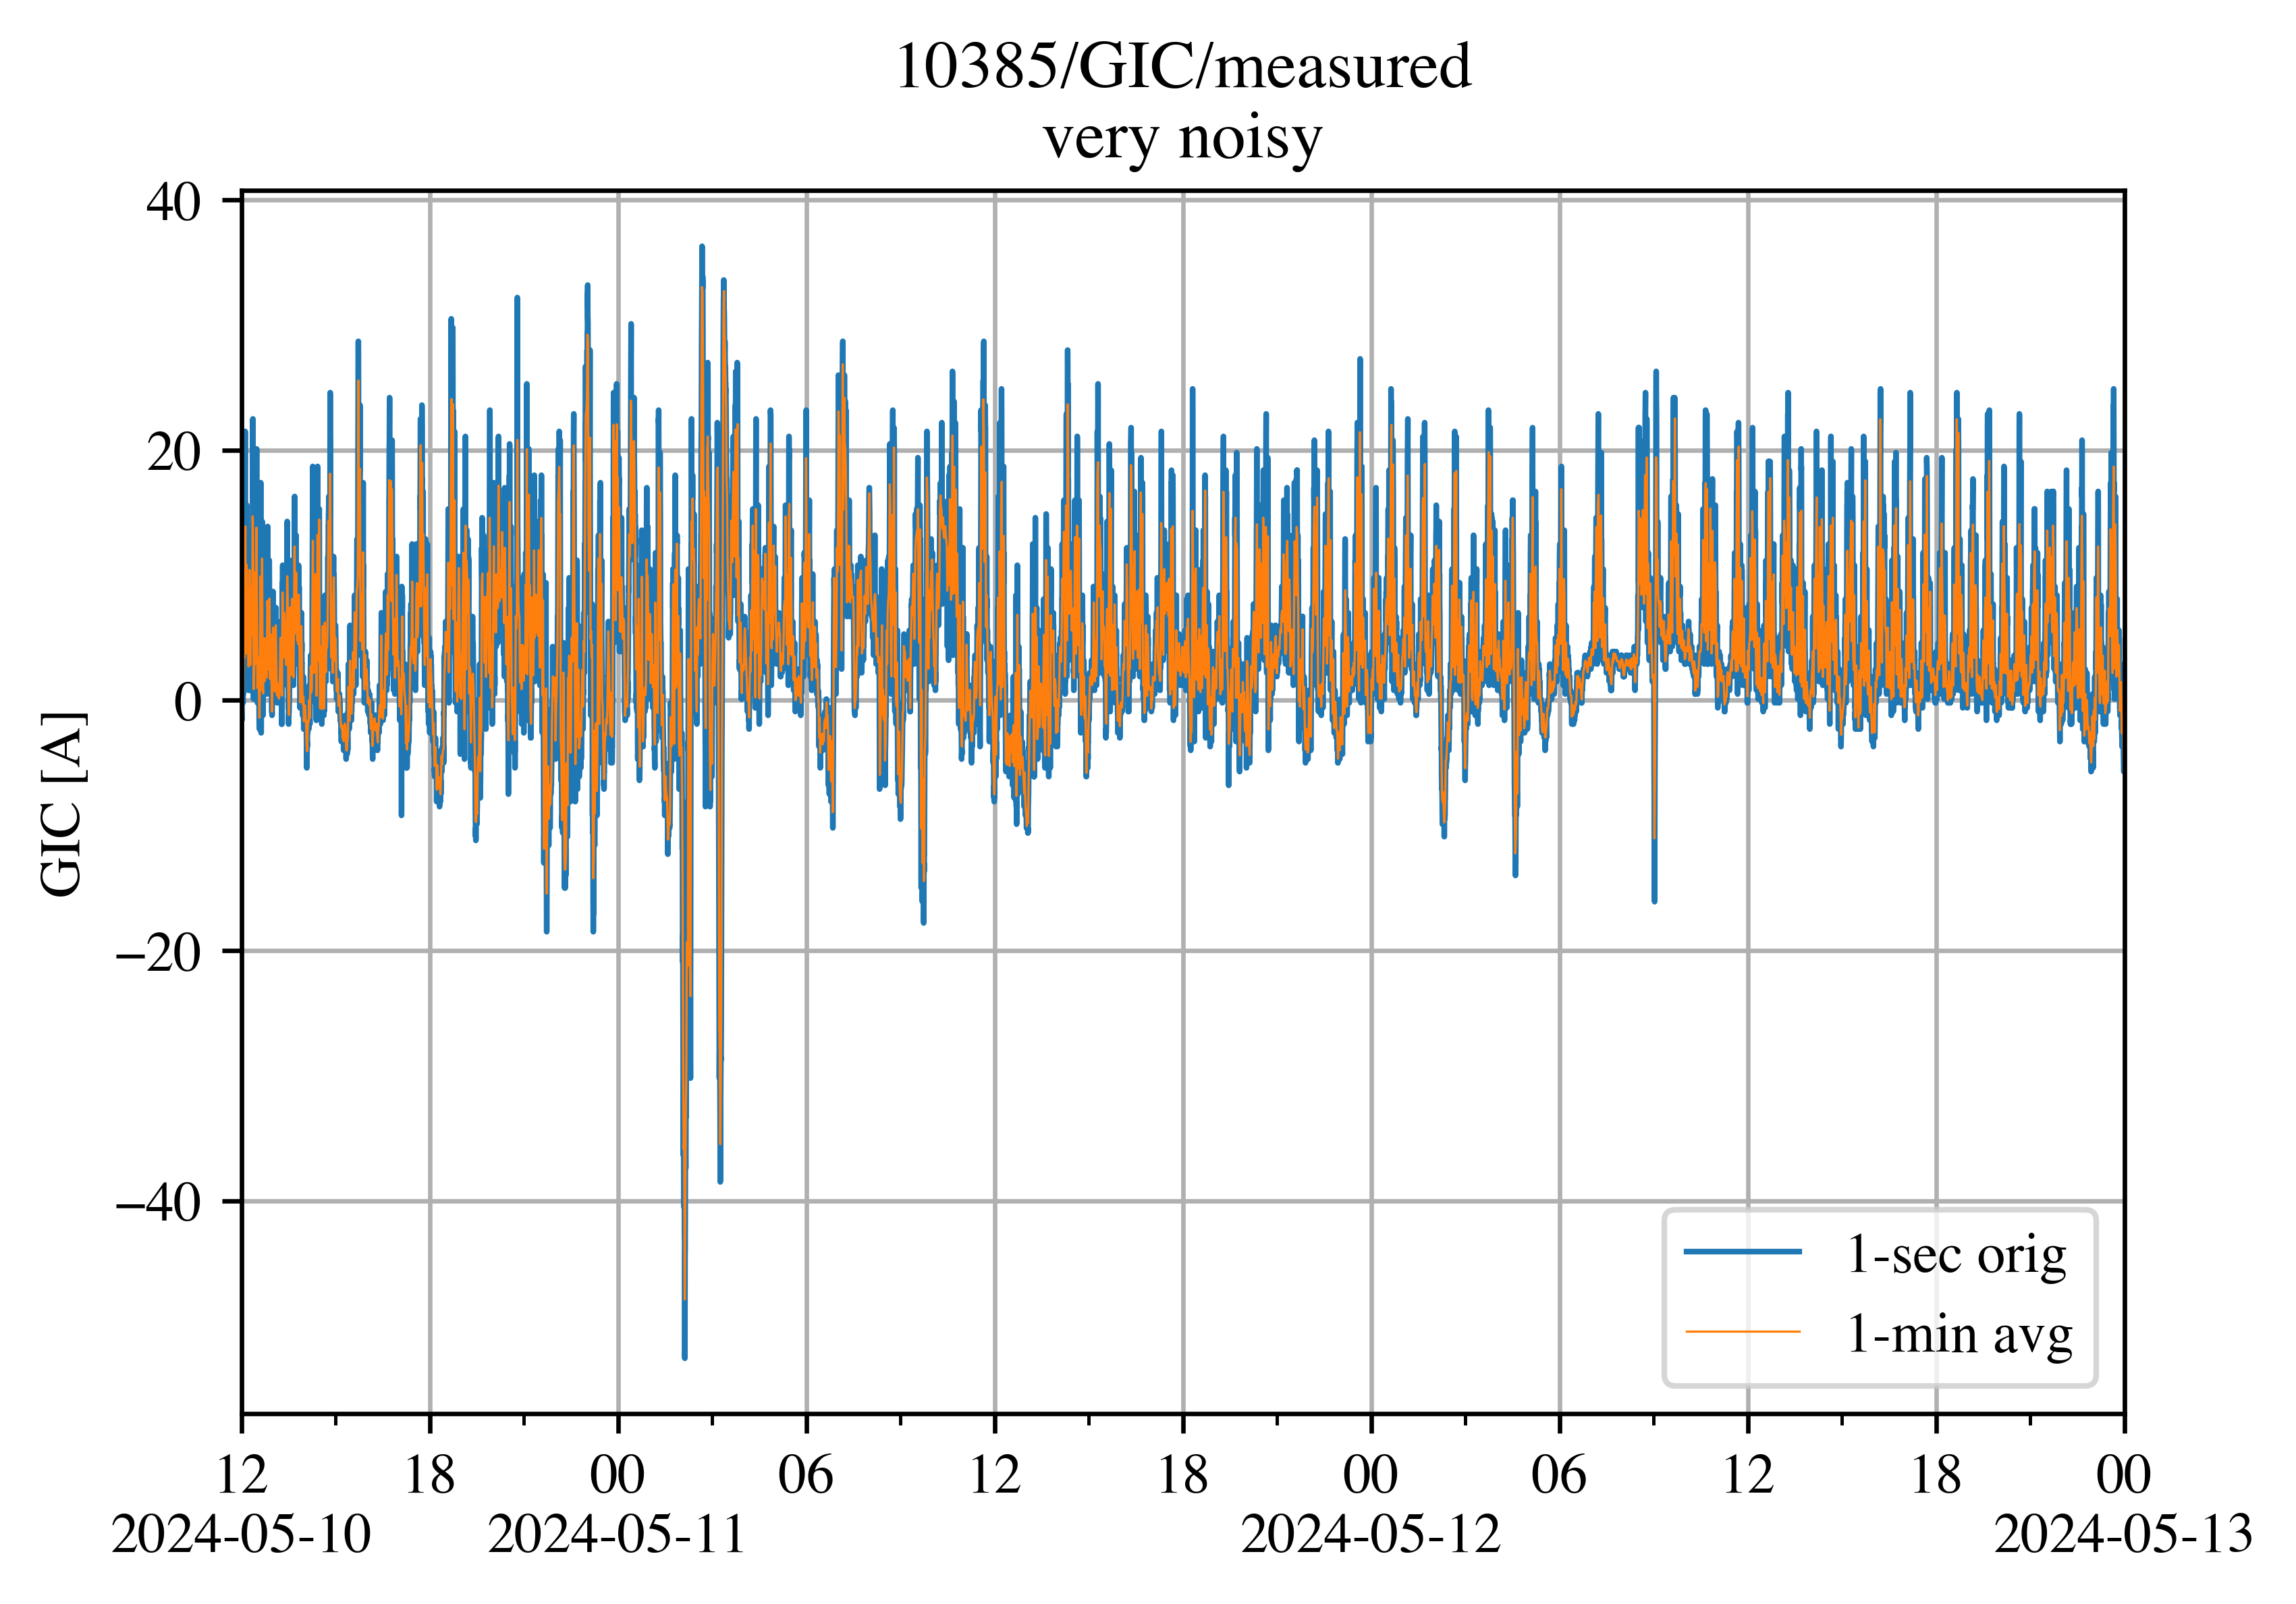 10385/GIC/measured
very noisy
GIC [A]
40
20
0
−20
−40
1-sec orig
1-min avg
12 18 00 06 12 18 00 06 12 18 00
2024-05-10 2024-05-11 2024-05-12 2024-05-13